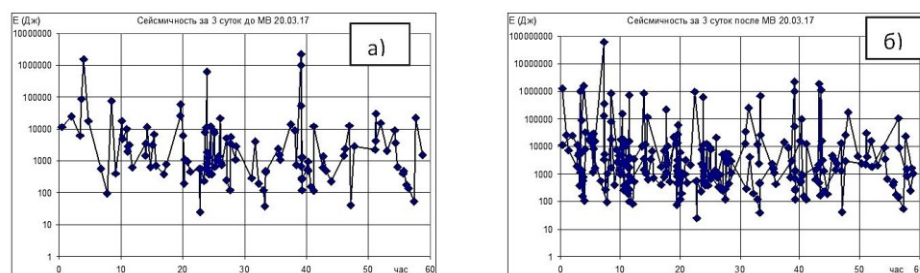 Сейсмичность за 3 суток до МВ 20.03.17
E (Дж)
а)
10000000
1000000
100000
10000
1000
100
10
1
0 10 20 30 40 50 час 60
Сейсмичность за 3 суток после МВ 20.03.17
E (Дж)
б)
100000000
10000000
1000000
100000
10000
1000
100
10
1
0 10 20 30 40 50 час 60